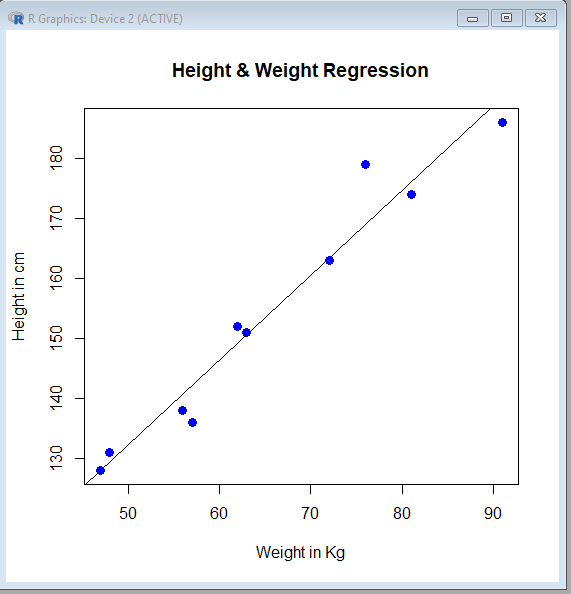 R Graphics: Device 2 (ACTIVE)
Height & Weight Regression
Height in cm
180
170
160
150
140
130
50 60 70 80 90
Weight in Kg